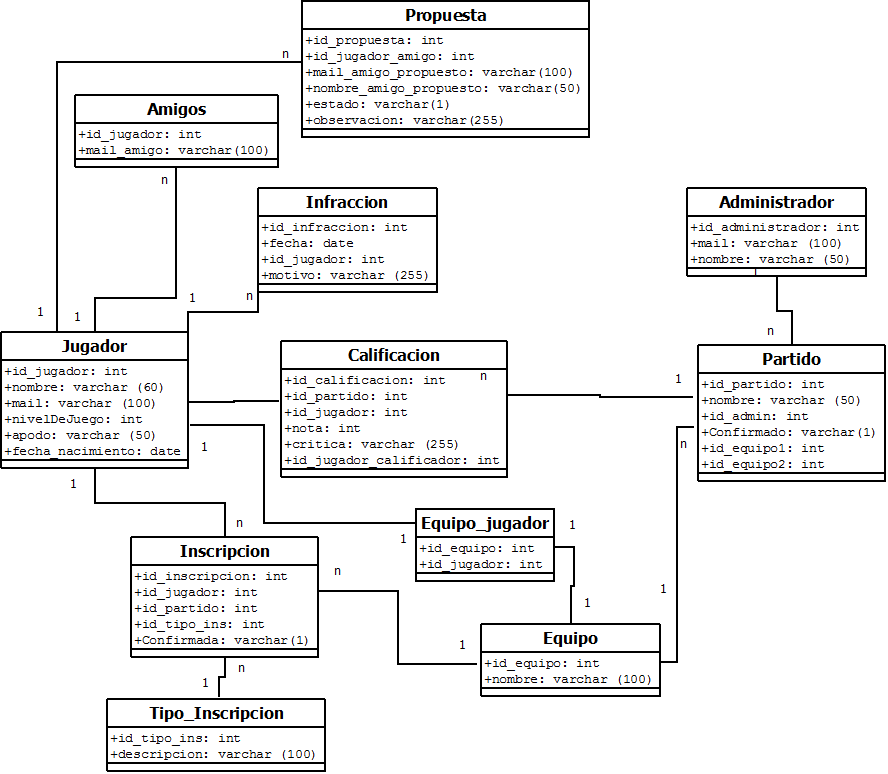 Propuesta
+id_propuesta: int
+id_jugador_amigo: int
+mail_amigo_propuesto: varchar(100)
+nombre_amigo_propuesto: varchar(50)
+estado: varchar(1)
+observacion: varchar(255)
n
Amigos
+id_jugador: int
+mail_amigo: varchar(100)
n
Infraccion
+id_infraccion: int
+fecha: date
+id_jugador: int
+motivo: varchar (255)
Administrador
+id_administrador: int
+mail: varchar (100)
+nombre: varchar (50)
1
1
1
n
n
Jugador
+id_jugador: int
+nombre: varchar (60)
+mail: varchar (100)
+nivelDeJuego: int
+apodo: varchar (50)
+fecha_nacimiento: date
Calificacion
+id_calificacion: int
+id_partido: int
+id_jugador: int
+nota: int
+critica: varchar (255)
+id_jugador_calificador: int
n
1
Partido
+id_partido: int
+nombre: varchar (50)
+id_admin: int
+Confirmado: varchar(1)
+id_equipo1: int
+id_equipo2: int
n
1
1
n
1
Equipo_jugador
+id_equipo: int
+id_jugador: int
1
Inscripcion
+id_inscripcion: int
+id_jugador: int
+id_partido: int
+id_tipo_ins: int
+Confirmada: varchar(1)
n
1
1
1
Equipo
+id_equipo: int
+nombre: varchar (100)
n
1
Tipo_Inscripcion
+id_tipo_ins: int
+descripcion: varchar (100)